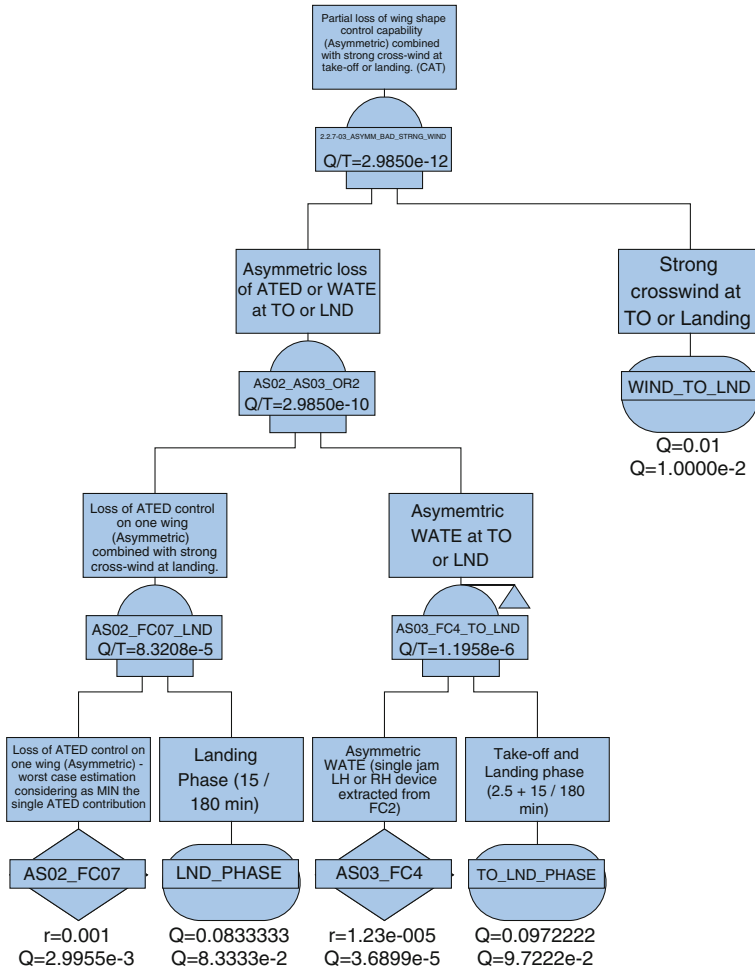 Partial loss of wing shape
control capability
(Asymmetric) combined
with strong cross-wind at
take-off or landing. (CAT)
2.2.7-03_ASYMM_BAD_STRNG_WIND
Q/T=2.9850e-12
Asymmetric loss
of ATED or WATE
at TO or LND
Strong
crosswind at
TO or Landing
AS02_AS03_OR2
Q/T=2.9850e-10
WIND_TO_LND
Q=0.01
Q=1.0000e-2
Loss of ATED control
on one wing
(Asymmetric)
combined with strong
cross-wind at landing.
Asymemtric
WATE at TO
or LND
AS02_FC07_LND
Q/T=8.3208e-5
AS03_FC4_TO_LND
Q/T=1.1958e-6
Loss of ATED control on
one wing (Asymmetric) -
worst case estimation
considering as MIN the
single ATED contribution
Landing
Phase (15 /
180 min)
Asymmetric
WATE (single jam
LH or RH device
extracted from
FC2)
Take-off and
Landing phase
(2.5 + 15 / 180
min)
AS02_FC07
LND_PHASE
AS03_FC4
TO_LND_PHASE
r=0.001
Q=2.9955e-3
Q=0.0833333
Q=8.3333e-2
r=1.23e-005
Q=3.6899e-5
Q=0.0972222
Q=9.7222e-2